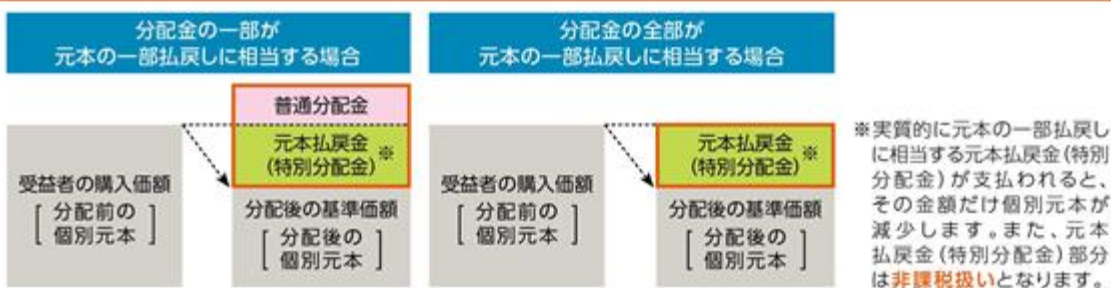 分配金の一部が
元本の一部払戻しに相当する場合
普通分配金
元本払戻金
(特別分配金)
※
受益者の購入価額
[分配前の
個別元本]
分配後の基準価額
[分配後の
個別元本]
分配金の全部が
元本の一部払戻しに相当する場合
元本払戻金
(特別分配金)
※
受益者の購入価額
[分配前の
個別元本]
分配後の基準価額
[分配後の
個別元本]
※実質的に元本の一部払戻し
に相当する元本払戻金(特別
分配金)が支払われると、
その金額だけ個別元本が
減少します。また、元本
払戻金(特別分配金)部分
は非課税扱いとなります。